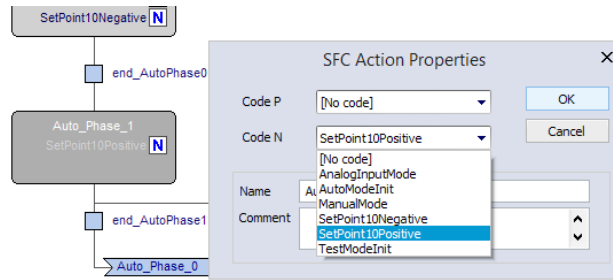 SetPoint10Negative N
end_AutoPhase0
Auto_Phase_1
SetPoint10Positive N
end_AutoPhase1
Auto_Phase_0
SFC Action Properties X
Code P [No code] OK
Code N SetPoint10Positive Cancel
[No code]
AnalogInputMode
Name AutoModeInit
ManualMode
Comment SetPoint10Negative
SetPoint10Positive
TestModeInit